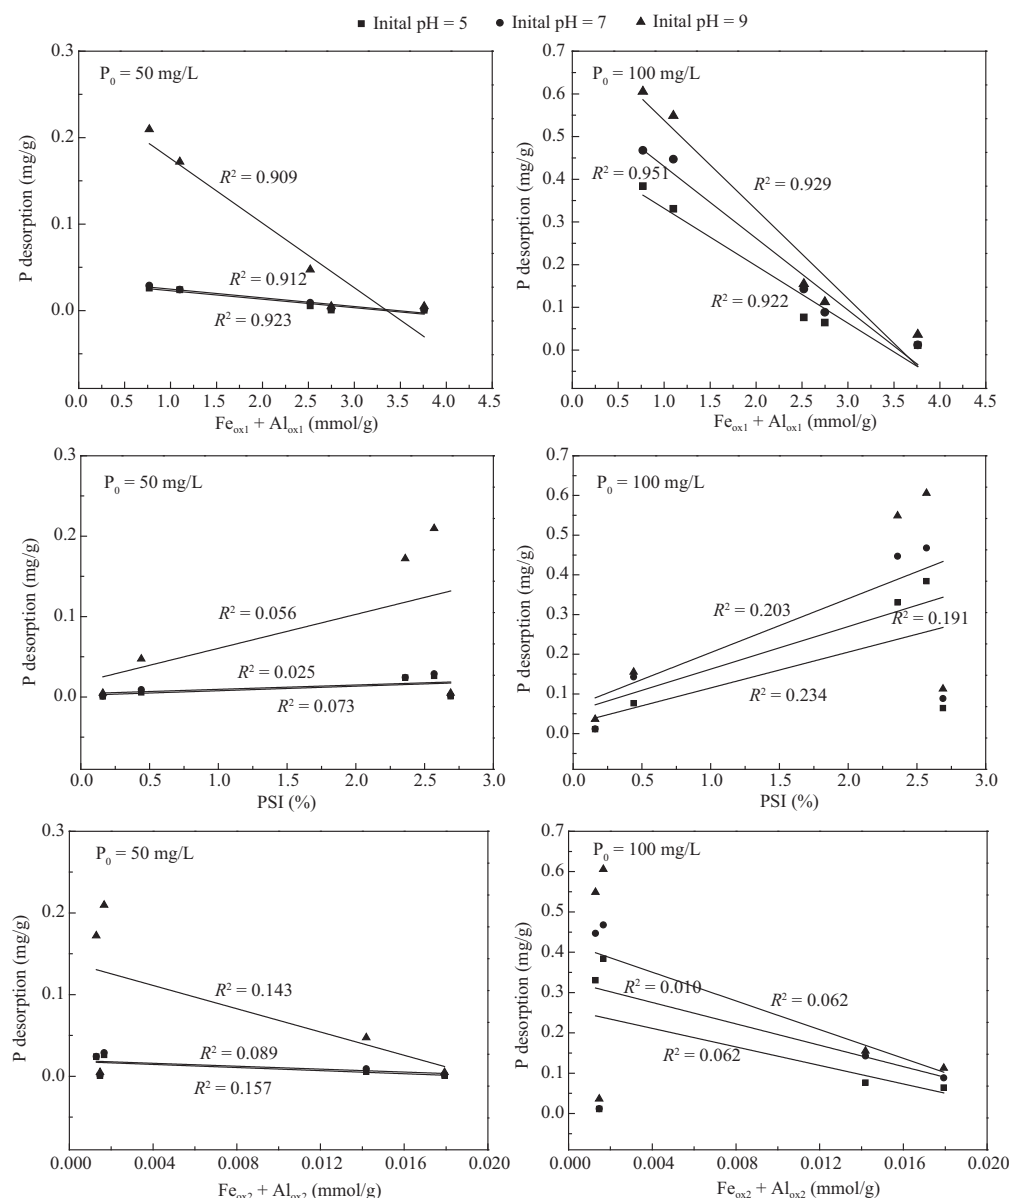 ■ Inital pH = 5 ● Inital pH = 7 ▲ Inital pH = 9
P₀ = 50 mg/L
P desorption (mg/g)
0.3
0.2
0.1
0.0
R² = 0.909
R² = 0.912
R² = 0.923
0.0 0.5 1.0 1.5 2.0 2.5 3.0 3.5 4.0 4.5
Feₒₓ₁ + Alₒₓ₁ (mmol/g)
P₀ = 100 mg/L
P desorption (mg/g)
0.7
0.6
0.5
0.4
0.3
0.2
0.1
0.0
R² = 0.951
R² = 0.929
R² = 0.922
0.0 0.5 1.0 1.5 2.0 2.5 3.0 3.5 4.0 4.5
Feₒₓ₁ + Alₒₓ₁ (mmol/g)
P₀ = 50 mg/L
P desorption (mg/g)
0.3
0.2
0.1
0.0
R² = 0.056
R² = 0.025
R² = 0.073
0.0 0.5 1.0 1.5 2.0 2.5 3.0
PSI (%)
P₀ = 100 mg/L
P desorption (mg/g)
0.7
0.6
0.5
0.4
0.3
0.2
0.1
0.0
R² = 0.203
R² = 0.191
R² = 0.234
0.0 0.5 1.0 1.5 2.0 2.5 3.0
PSI (%)
P₀ = 50 mg/L
P desorption (mg/g)
0.3
0.2
0.1
0.0
R² = 0.143
R² = 0.089
R² = 0.157
0.000 0.004 0.008 0.012 0.016 0.020
Feₒₓ₂ + Alₒₓ₂ (mmol/g)
P₀ = 100 mg/L
P desorption (mg/g)
0.7
0.6
0.5
0.4
0.3
0.2
0.1
0.0
R² = 0.010
R² = 0.062
R² = 0.062
0.000 0.004 0.008 0.012 0.016 0.020
Feₒₓ₂ + Alₒₓ₂ (mmol/g)